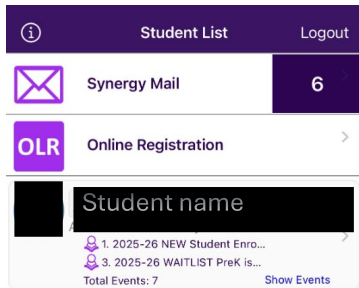 Student List
Logout
Synergy Mail
6
OLR
Online Registration
Student name
1. 2025-26 NEW Student Enro...
3. 2025-26 WAITLIST PreK is...
Total Events: 7
Show Events